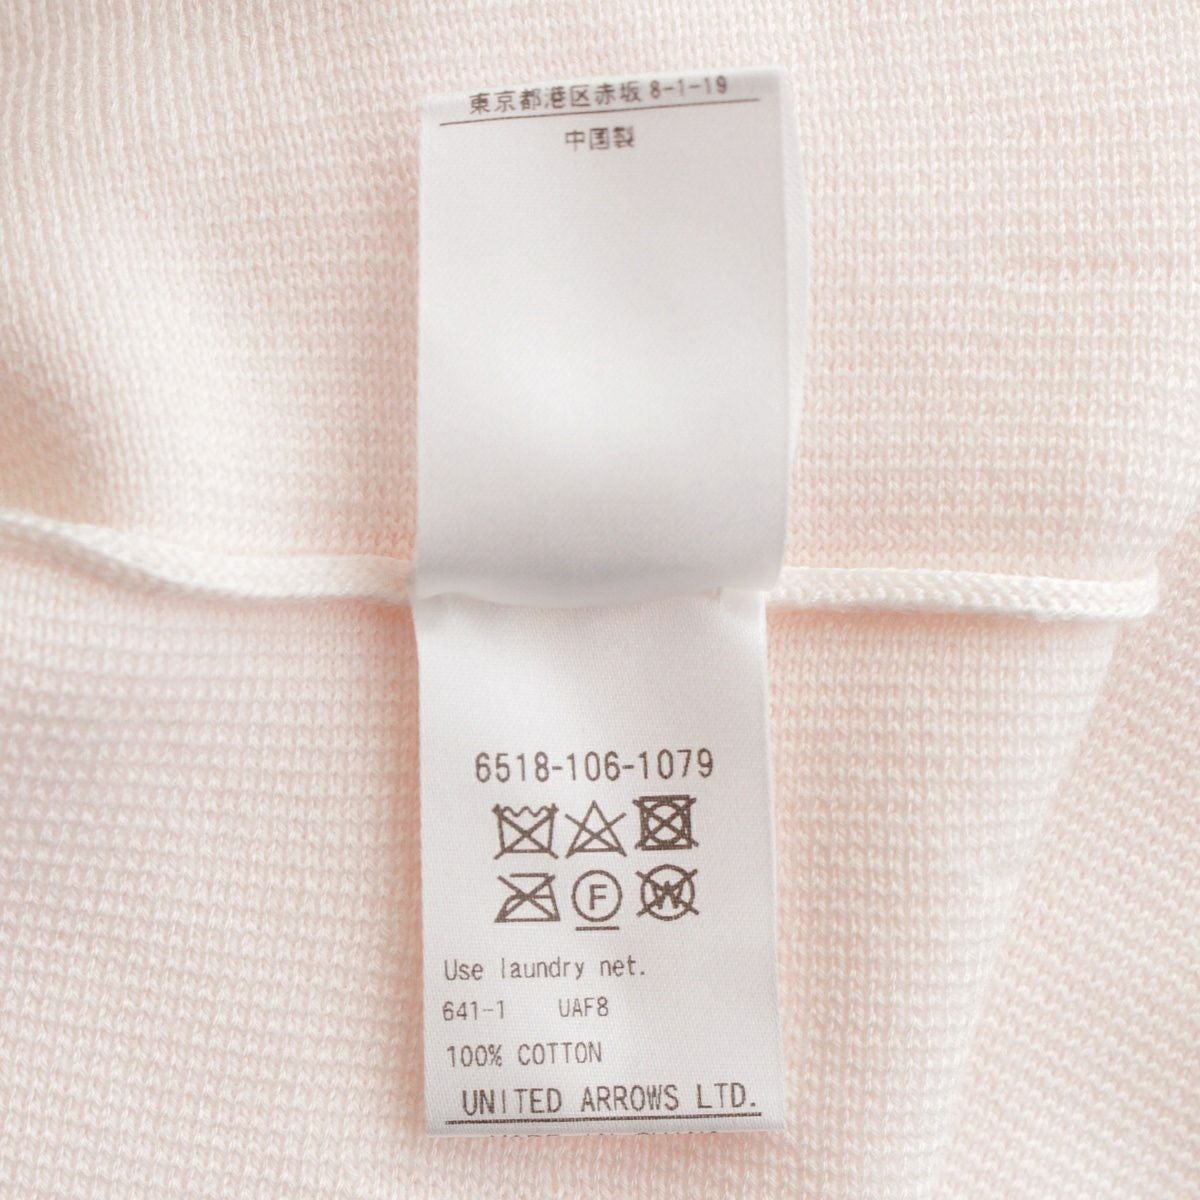 東京都港区赤坂8-1-19
中国製
6518-106-1079
F
W
Use laundry net.
641-1 UAF8
100% COTTON
UNITED ARROWS LTD.